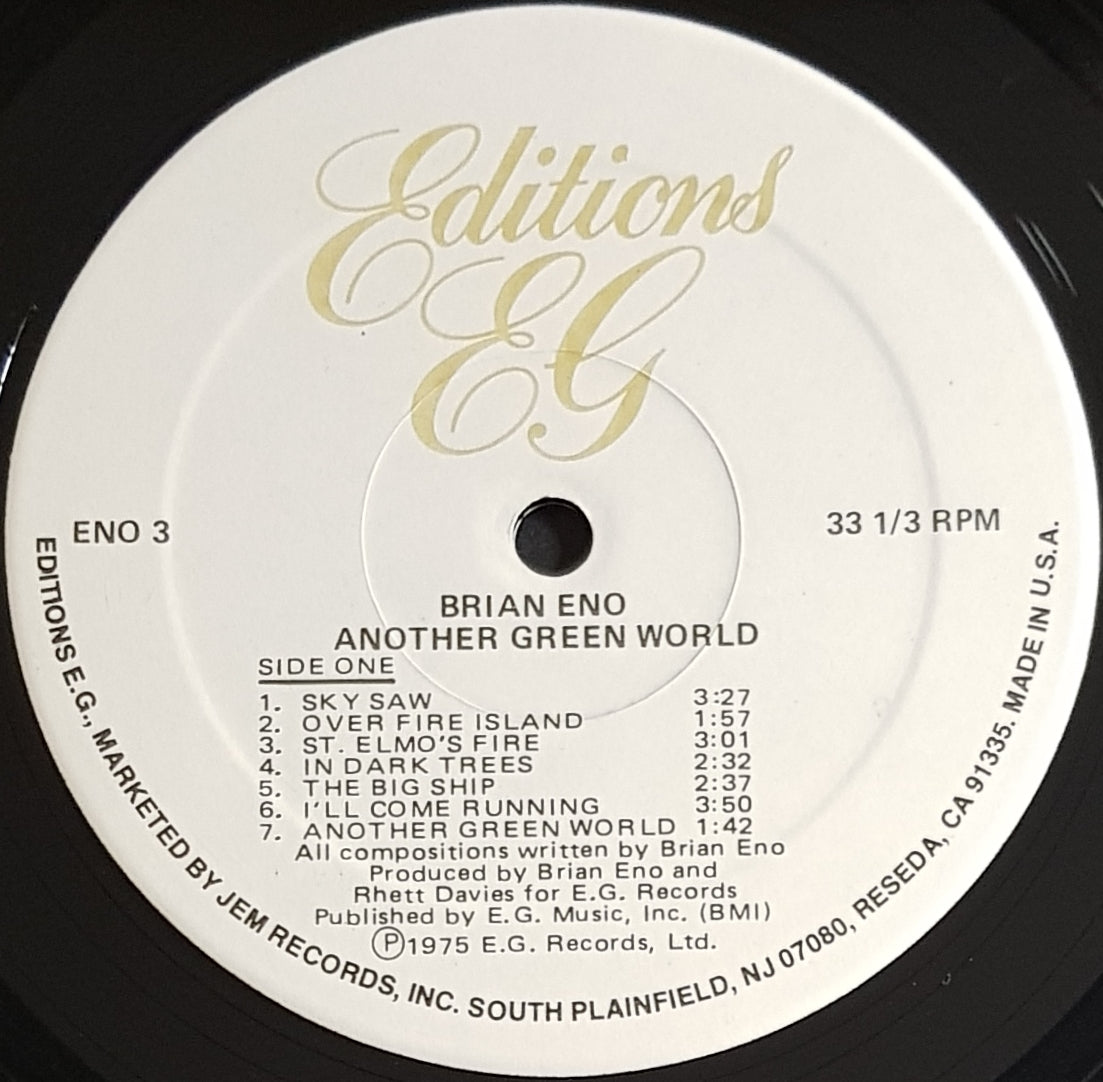 Editions
EG
ENO 3
33 1/3 RPM
BRIAN ENO
ANOTHER GREEN WORLD
SIDE ONE
1. SKY SAW 3:27
2. OVER FIRE ISLAND 1:57
3. ST. ELMO'S FIRE 3:01
4. IN DARK TREES 2:32
5. THE BIG SHIP 2:37
6. I'LL COME RUNNING 3:50
7. ANOTHER GREEN WORLD 1:42
All compositions written by Brian Eno
Produced by Brian Eno and
Rhett Davies for E.G. Records
Published by E.G. Music, Inc. (BMI)
Ⓟ1975 E.G. Records, Ltd.
EDITIONS E.G., MARKETED BY JEM RECORDS, INC. SOUTH PLAINFIELD, NJ 07080, RESEDA, CA 91335. MADE IN U.S.A.